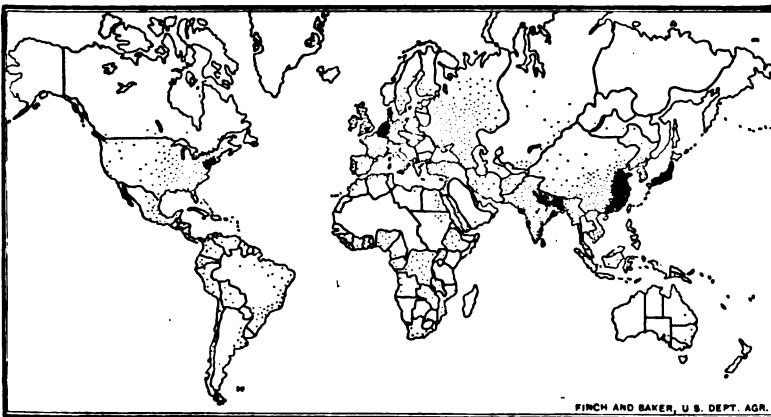 FINCH AND BAKER, U. S. DEPT. AGR.